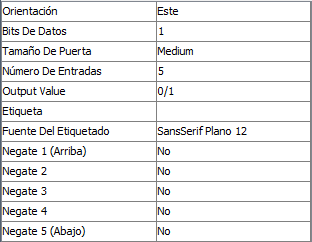 Orientación Este
Bits De Datos 1
Tamaño De Puerta Medium
Número De Entradas 5
Output Value 0/1
Etiqueta
Fuente Del Etiquetado SansSerif Plano 12
Negate 1 (Arriba) No
Negate 2 No
Negate 3 No
Negate 4 No
Negate 5 (Abajo) No